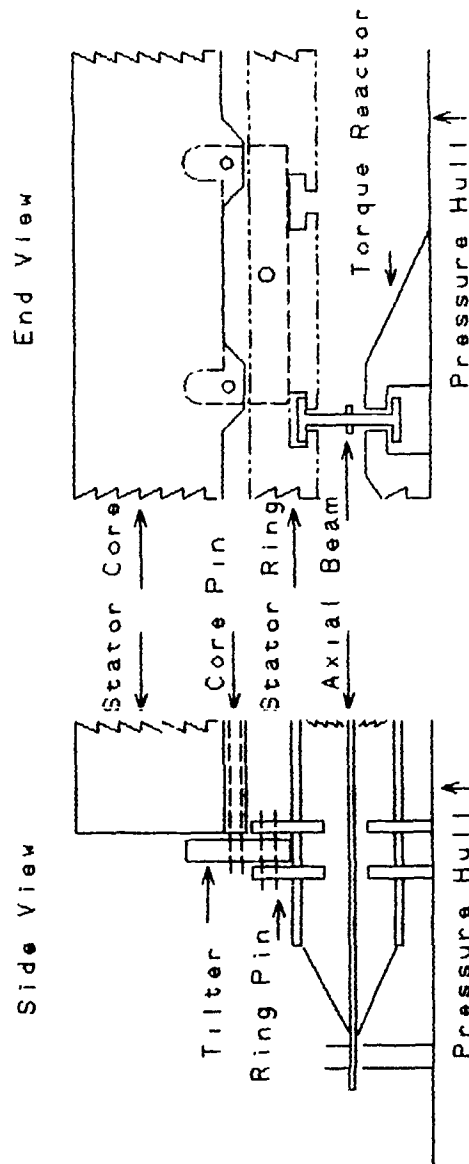 Side View
End View
Stator Core
Core Pin
Stator Ring
Axial Beam
Tilter
Ring Pin
Torque Reactor
Pressure Hull
Pressure Hull